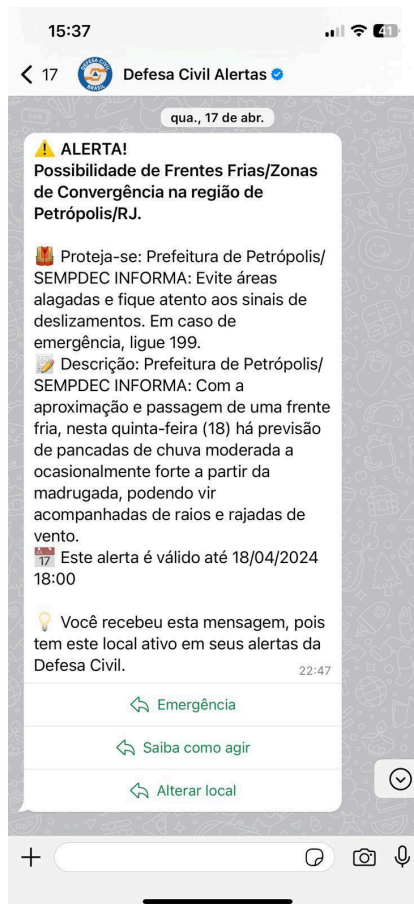 15:37
41
17
DEFESA CIVIL
BRASIL
Defesa Civil Alertas
qua., 17 de abr.
ALERTA!
Possibilidade de Frentes Frias/Zonas
de Convergência na região de
Petrópolis/RJ.
Proteja-se: Prefeitura de Petrópolis/
SEMPDEC INFORMA: Evite áreas
alagadas e fique atento aos sinais de
deslizamentos. Em caso de
emergência, ligue 199.
Descrição: Prefeitura de Petrópolis/
SEMPDEC INFORMA: Com a
aproximação e passagem de uma frente
fria, nesta quinta-feira (18) há previsão
de pancadas de chuva moderada a
ocasionalmente forte a partir da
madrugada, podendo vir
acompanhadas de raios e rajadas de
vento.
17 Este alerta é válido até 18/04/2024
18:00
Você recebeu esta mensagem, pois
tem este local ativo em seus alertas da
Defesa Civil.
22:47
Emergência
Saiba como agir
Alterar local